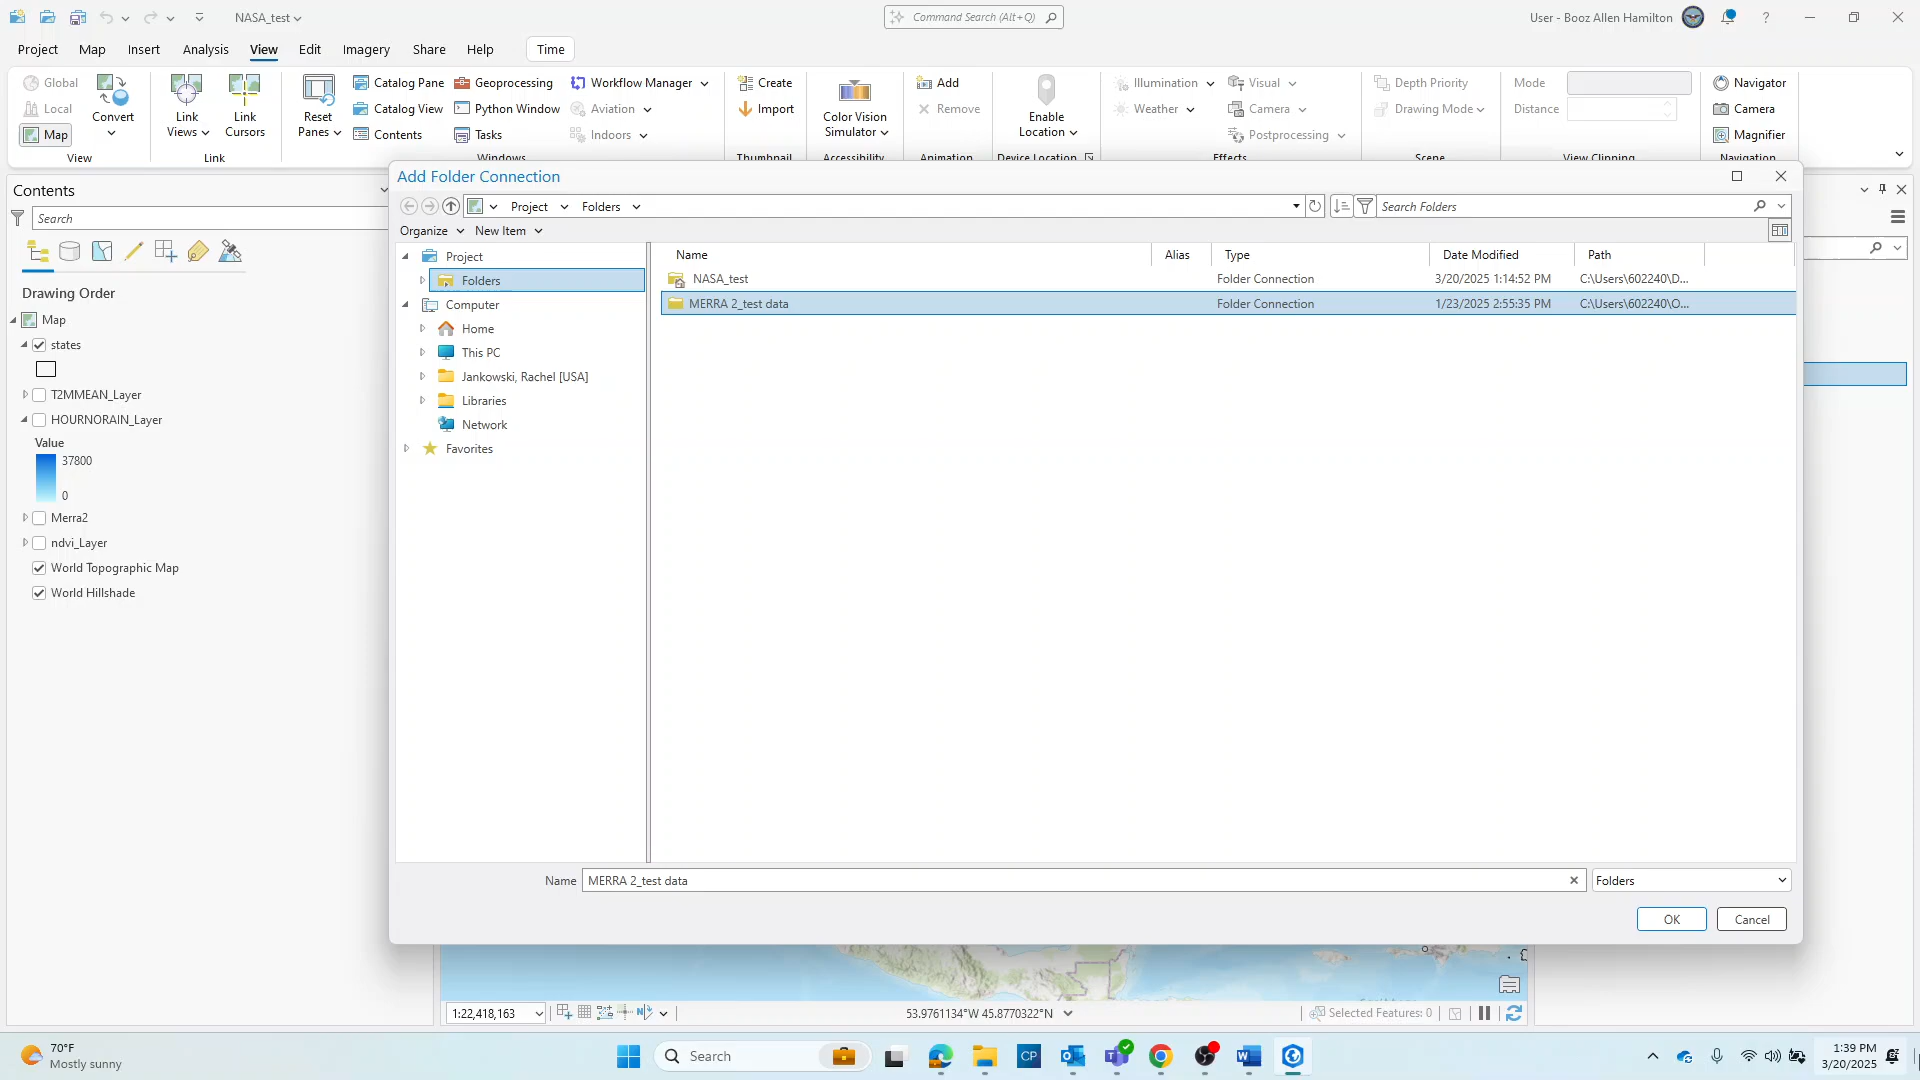 NASA_test
Command Search (Alt+Q)
User - Booz Allen Hamilton
?
Project Map Insert Analysis View Edit Imagery Share Help Time
Global
Local
Map
Convert
View
Link Views
Link Cursors
Link
Reset Panes
Catalog Pane
Catalog View
Contents
Geoprocessing
Python Window
Tasks
Windows
Workflow Manager
Aviation
Indoors
Create
Import
Thumbnail
Color Vision Simulator
Accessibility
Add
Remove
Animation
Enable Location
Device Location
Illumination
Weather
Visual
Camera
Postprocessing
Effects
Depth Priority
Drawing Mode
Scene
Mode
Distance
View Clipping
Navigator
Camera
Magnifier
Navigation
Contents
Search
Drawing Order
Map
states
T2MMEAN_Layer
HOURNORAIN_Layer
Value
37800
0
Merra2
ndvi_Layer
World Topographic Map
World Hillshade
Add Folder Connection
Project Folders
Search Folders
Organize New Item
Project
Folders
Computer
Home
This PC
Jankowski, Rachel [USA]
Libraries
Network
Favorites
Name Alias Type Date Modified Path
NASA_test Folder Connection 3/20/2025 1:14:52 PM C:\Users\602240\D...
MERRA 2_test data Folder Connection 1/23/2025 2:55:35 PM C:\Users\602240\O...
Name MERRA 2_test data Folders
OK Cancel
1:22,418,163
53.9761134°W 45.8770322°N
Selected Features: 0
70°F
Mostly sunny
Search
CP
1:39 PM
3/20/2025